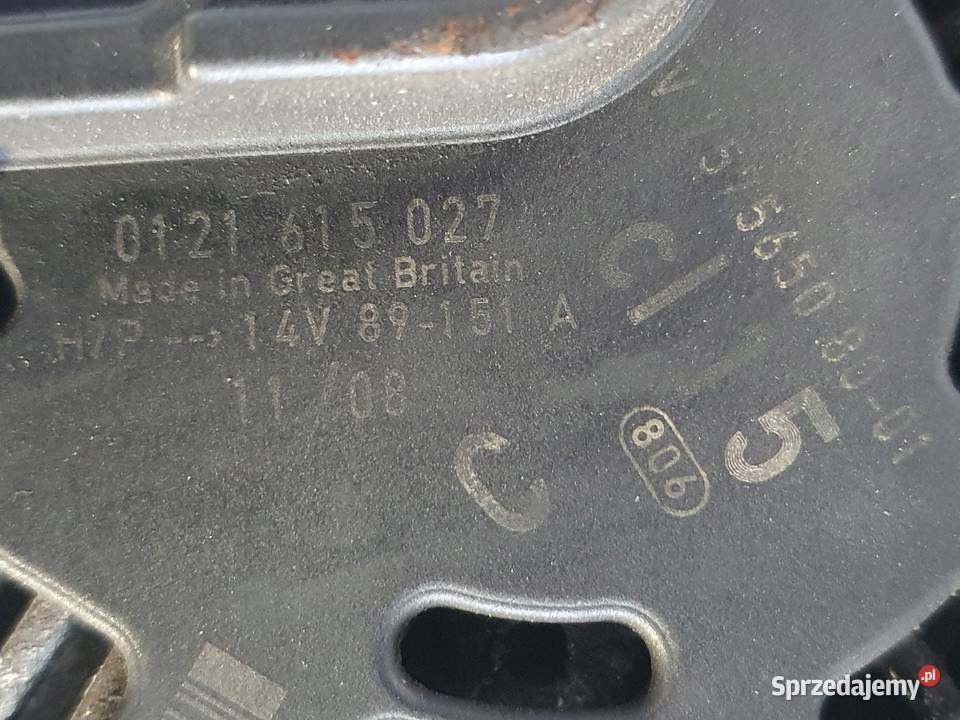 0121 615 027
Made in Great Britain
H/P --→ 14V 89-151 A
11/08
C
C
5
806
Sprzedajemy.pl